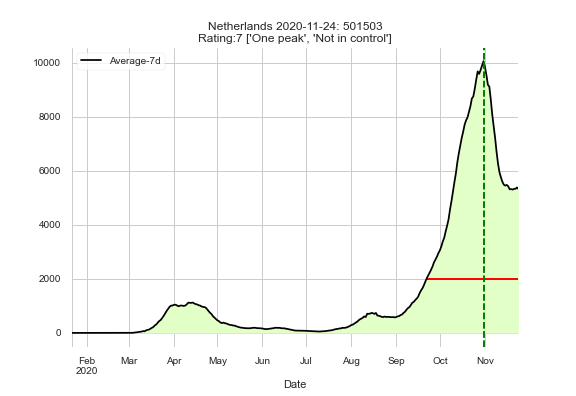 Netherlands 2020-11-24: 501503
Rating:7 ['One peak', 'Not in control']
Average-7d
10000
8000
6000
4000
2000
0
Feb Mar Apr May Jun Jul Aug Sep Oct Nov
2020
Date